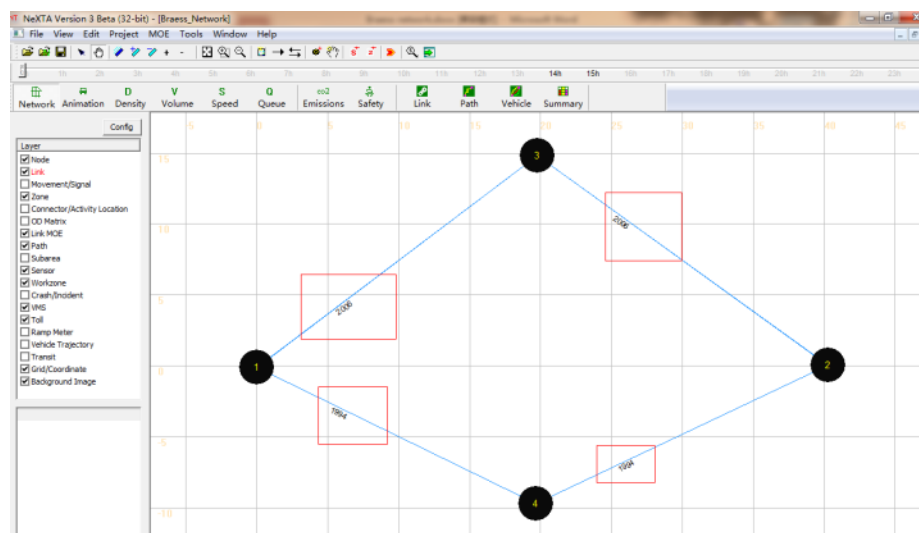 NeXTA Version 3 Beta (32-bit) - [Braess_Network]
File View Edit Project MOE Tools Window Help
1h 2h 3h 4h 5h 6h 7h 8h 9h 10h 11h 12h 13h 14h 15h 16h 17h 18h 19h 20h 21h 22h 23h
D V S Q co2
Network Animation Density Volume Speed Queue Emissions Safety Link Path Vehicle Summary
Config
Layer
Node
Link
Movement/Signal
Zone
Connector/Activity Location
OD Matrix
Link MOE
Path
Subarea
Sensor
Workzone
Crash/Incident
VMS
Toll
Ramp Meter
Vehicle Trajectory
Transit
Grid/Coordinate
Background Image
-5 0 5 10 15 20 25 30 35 40 45
15
3
2006
10
5
2006
0
1
2
1994
-5
1994
4
-10